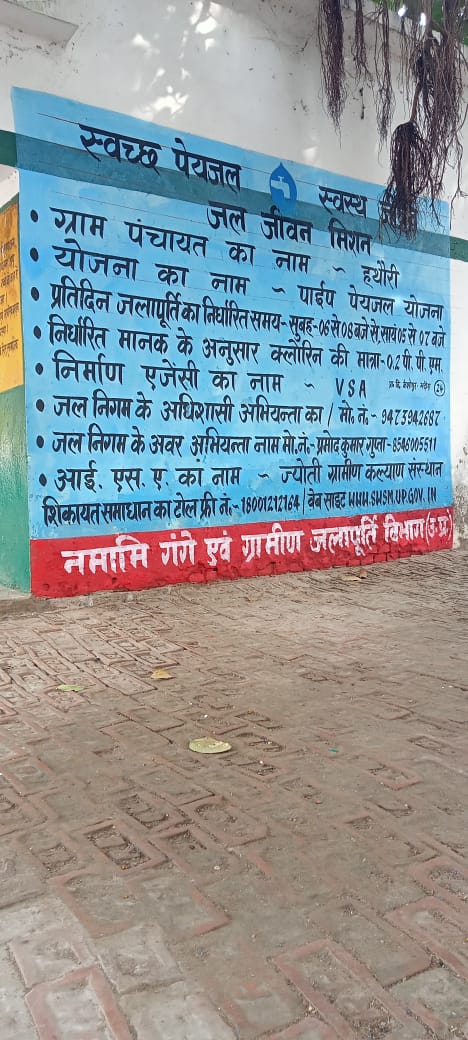 स्वच्छ पेयजल स्वस्थ
जल जीवन मिशन
• ग्राम पंचायत का नाम ~ हथौरी
• योजना का नाम ~ पाईप पेयजल योजना
• प्रतिदिन जलापूर्ति का निर्धारित समय- सुबह-06 से 08 बजे से, सायं 05 से 07 बजे
• निर्धारित मानक के अनुसार क्लोरिन की मात्रा-0.2 पी. पी. एम.
• निर्माण एजेंसी का नाम ~ VSA
• जल निगम के अधिशासी अभियन्ता का / मो. नं.- 9473942687
• जल निगम के अवर अभियन्ता नाम मो.नं.- प्रमोद कुमार गुप्ता- 8546005511
• आई. एस. ए. का नाम ~ ज्योती ग्रामीण कल्याण संस्थान
शिकायत समाधान का टोल फ्री नं.- 18001212164 / वेब साइट WWW.SWSM.UP.GOV.IN
नमामि गंगे एवं ग्रामीण जलापूर्ति विभाग (उ.प्र.)